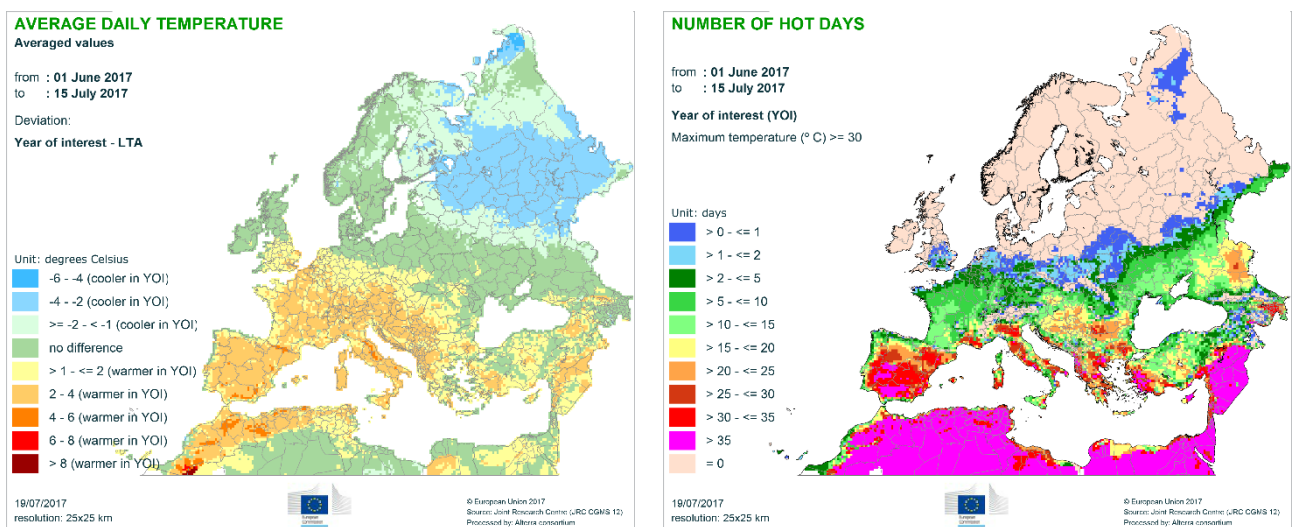 AVERAGE DAILY TEMPERATURE
Averaged values
from : 01 June 2017
to : 15 July 2017
Deviation:
Year of interest - LTA
Unit: degrees Celsius
-6 - -4 (cooler in YOI)
-4 - -2 (cooler in YOI)
>= -2 - < -1 (cooler in YOI)
no difference
> 1 - <= 2 (warmer in YOI)
2 - 4 (warmer in YOI)
4 - 6 (warmer in YOI)
6 - 8 (warmer in YOI)
> 8 (warmer in YOI)
19/07/2017
resolution: 25x25 km
European
Commission
© European Union 2017
Source: Joint Research Centre (JRC CGMS 12)
Processed by: Alterra consortium
NUMBER OF HOT DAYS
from : 01 June 2017
to : 15 July 2017
Year of interest (YOI)
Maximum temperature (º C) >= 30
Unit: days
> 0 - <= 1
> 1 - <= 2
> 2 - <= 5
> 5 - <= 10
> 10 - <= 15
> 15 - <= 20
> 20 - <= 25
> 25 - <= 30
> 30 - <= 35
> 35
= 0
19/07/2017
resolution: 25x25 km
European
Commission
© European Union 2017
Source: Joint Research Centre (JRC CGMS 12)
Processed by: Alterra consortium